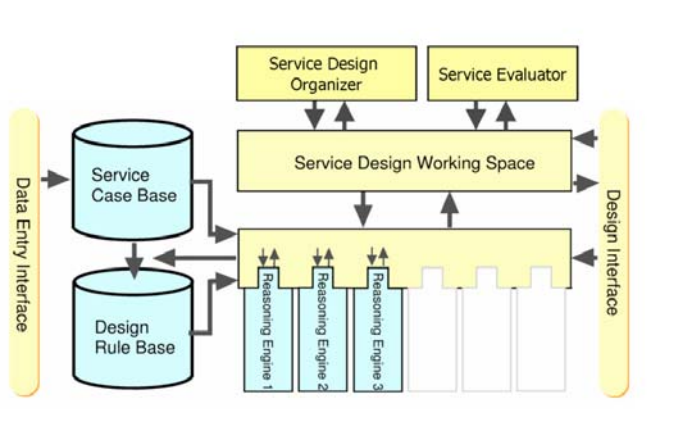 Service Design
Organizer
Service Evaluator
Service Design Working Space
Data Entry Interface
Service
Case Base
Design
Rule Base
Reasoning Engine 1
Reasoning Engine 2
Reasoning Engine 3
Design Interface